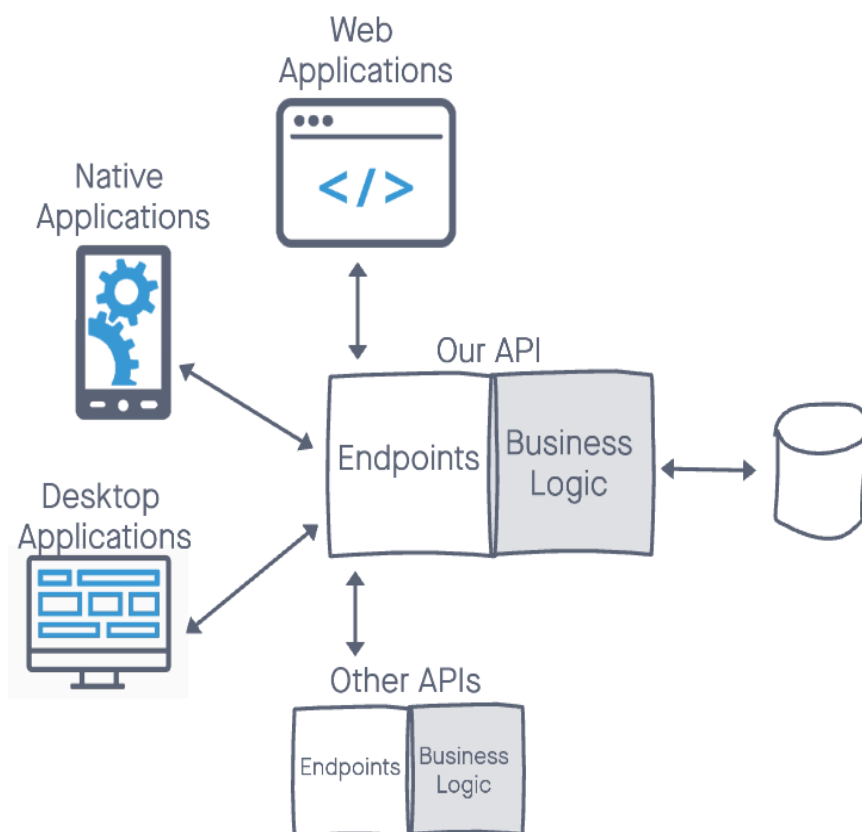 Web
Applications
</>
Native
Applications
Our API
Endpoints
Business
Logic
Desktop
Applications
Other APIs
Endpoints
Business
Logic